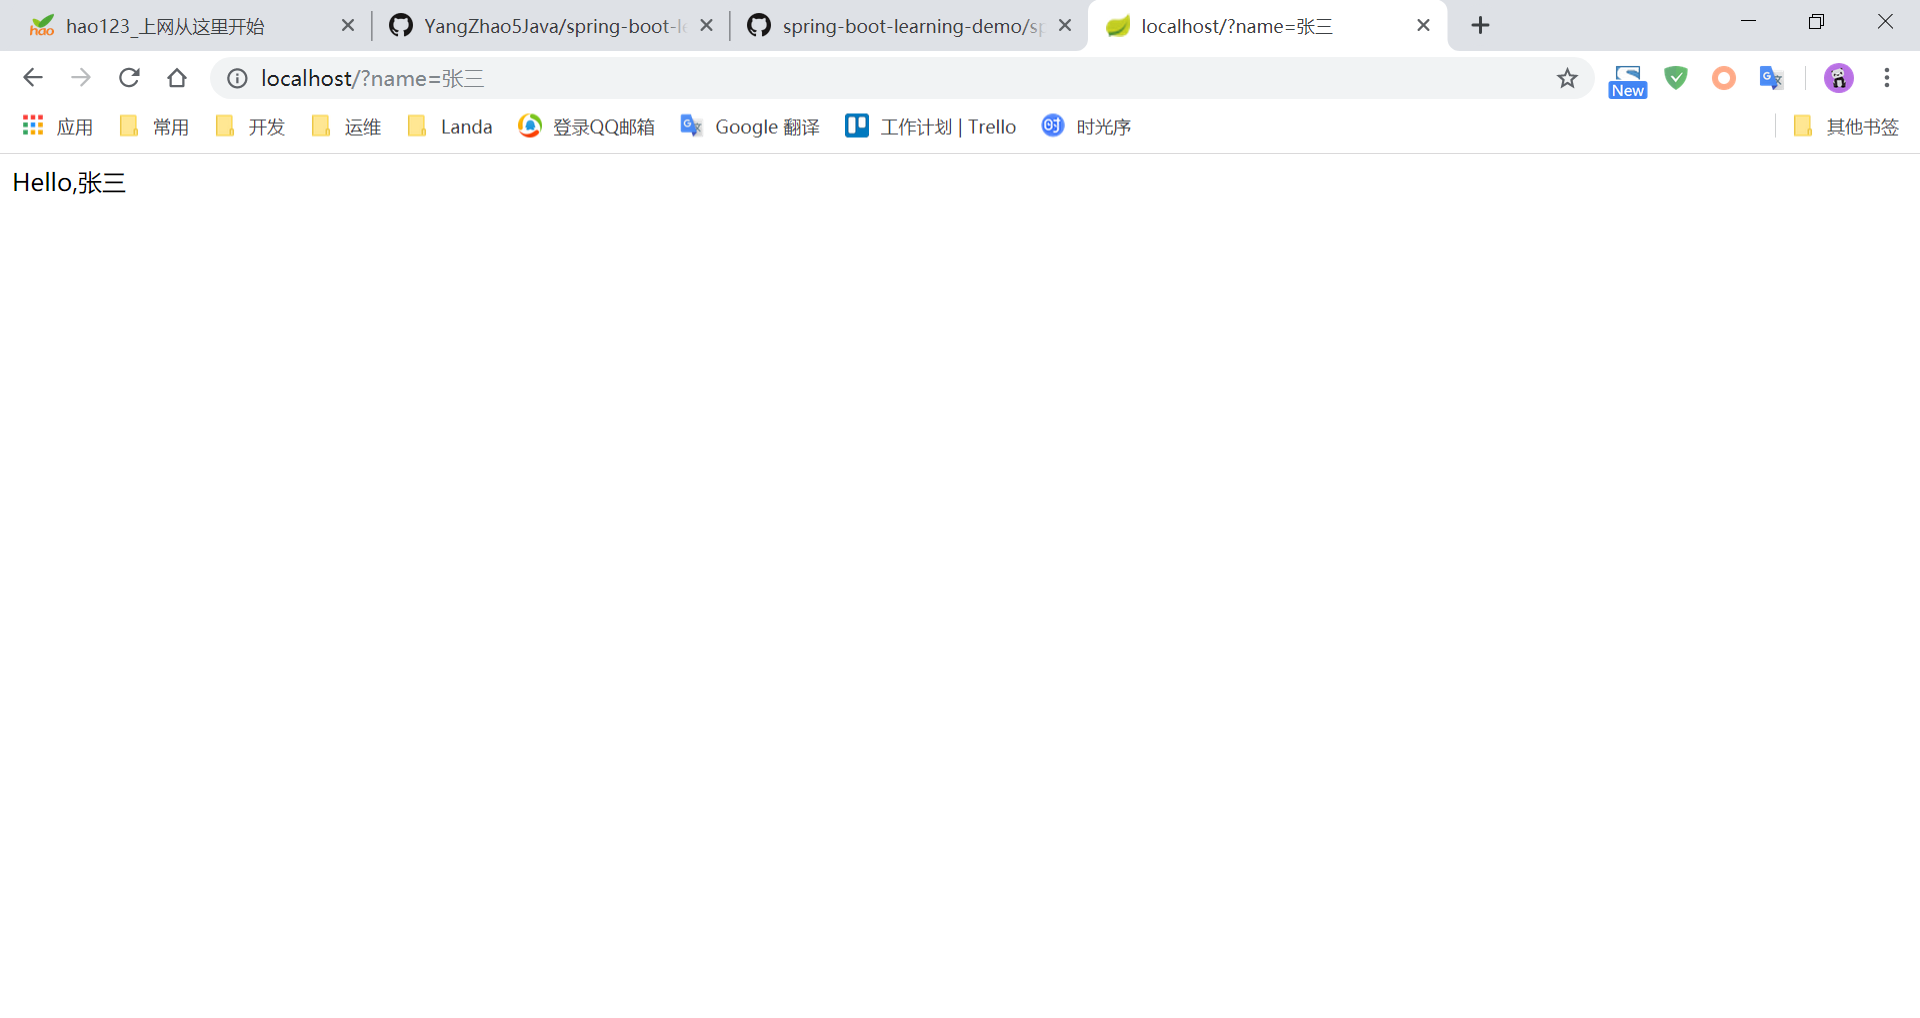 hao123_上网从这里开始 YangZhao5Java/spring-boot-le spring-boot-learning-demo/sp localhost/?name=张三
localhost/?name=张三 New
应用 常用 开发 运维 Landa 登录QQ邮箱 Google 翻译 工作计划 | Trello 时光序 其他书签
Hello,张三